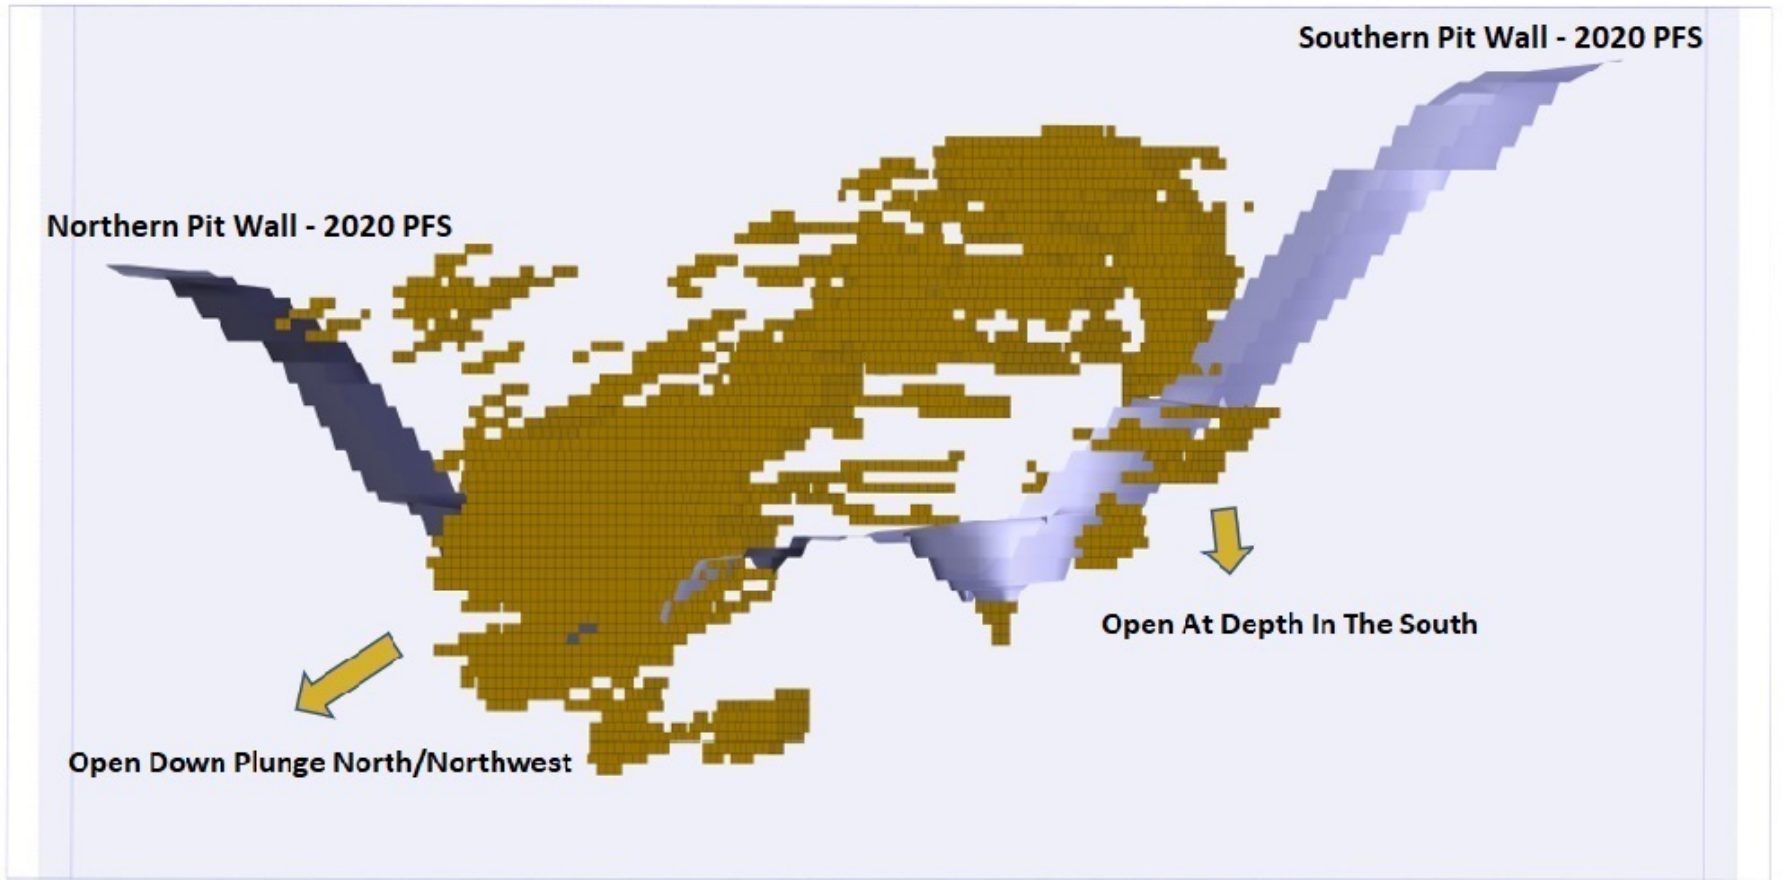 Southern Pit Wall - 2020 PFS
Northern Pit Wall - 2020 PFS
Open At Depth In The South
Open Down Plunge North/Northwest